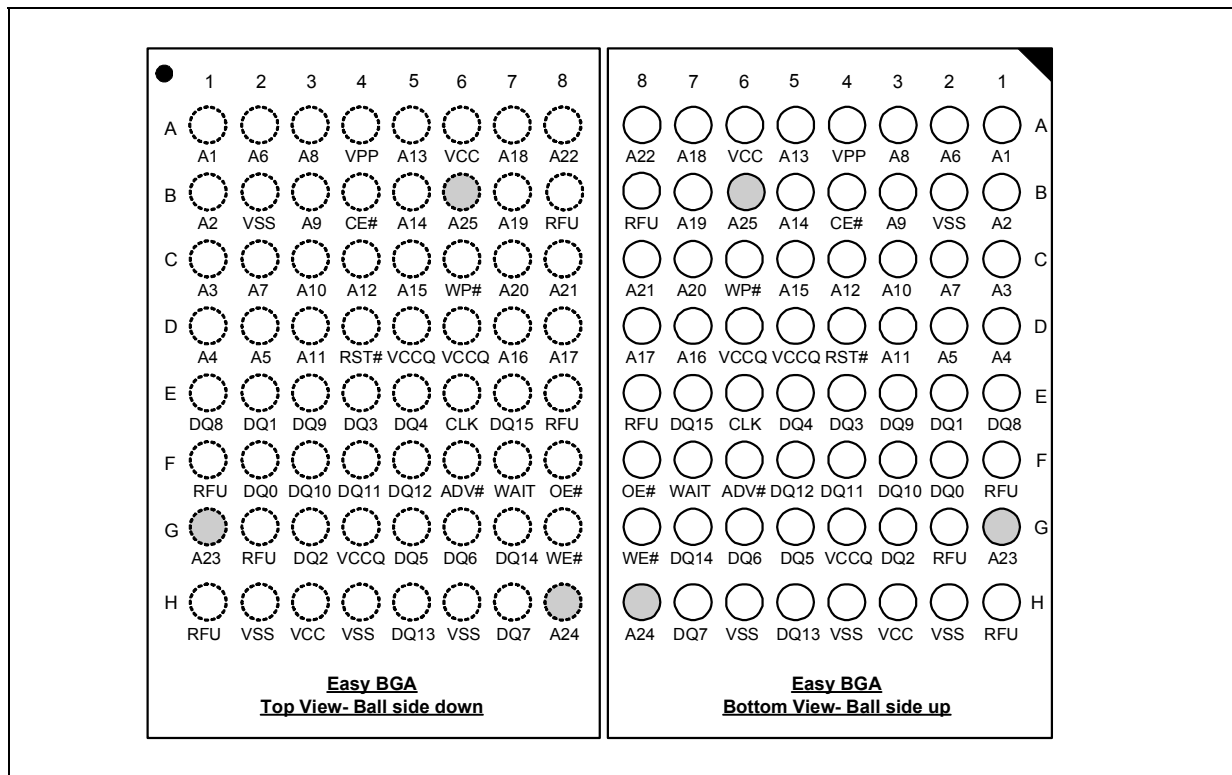 1 2 3 4 5 6 7 8
A
A1 A6 A8 VPP A13 VCC A18 A22
B
A2 VSS A9 CE# A14 A25 A19 RFU
C
A3 A7 A10 A12 A15 WP# A20 A21
D
A4 A5 A11 RST# VCCQ VCCQ A16 A17
E
DQ8 DQ1 DQ9 DQ3 DQ4 CLK DQ15 RFU
F
RFU DQ0 DQ10 DQ11 DQ12 ADV# WAIT OE#
G
A23 RFU DQ2 VCCQ DQ5 DQ6 DQ14 WE#
H
RFU VSS VCC VSS DQ13 VSS DQ7 A24
Easy BGA
Top View- Ball side down
8 7 6 5 4 3 2 1
A
A22 A18 VCC A13 VPP A8 A6 A1
B
RFU A19 A25 A14 CE# A9 VSS A2
C
A21 A20 WP# A15 A12 A10 A7 A3
D
A17 A16 VCCQ VCCQ RST# A11 A5 A4
E
RFU DQ15 CLK DQ4 DQ3 DQ9 DQ1 DQ8
F
OE# WAIT ADV# DQ12 DQ11 DQ10 DQ0 RFU
G
WE# DQ14 DQ6 DQ5 VCCQ DQ2 RFU A23
H
A24 DQ7 VSS DQ13 VSS VCC VSS RFU
Easy BGA
Bottom View- Ball side up